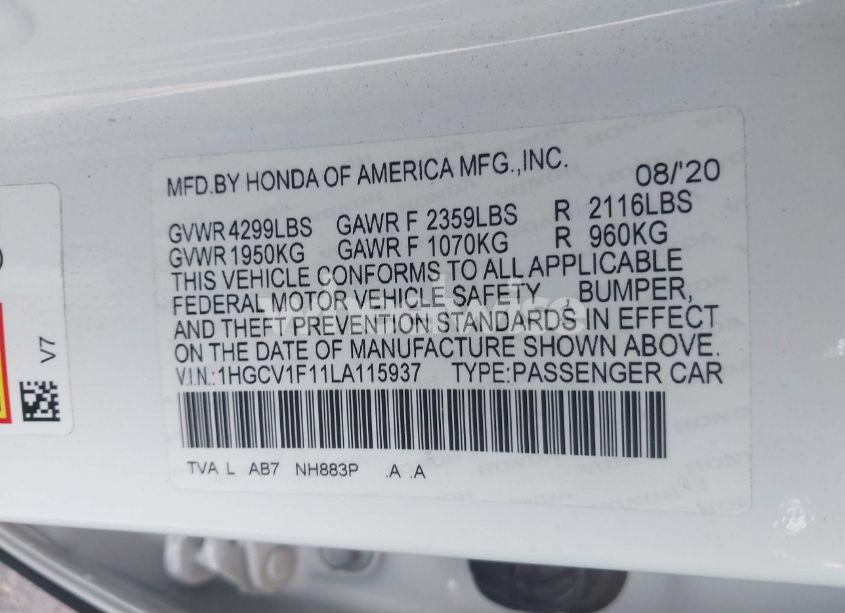 MFD.BY HONDA OF AMERICA MFG.,INC. 08/'20
GVWR 4299LBS GAWR F 2359LBS R 2116LBS
GVWR 1950KG GAWR F 1070KG R 960KG
THIS VEHICLE CONFORMS TO ALL APPLICABLE
FEDERAL MOTOR VEHICLE SAFETY , BUMPER,
AND THEFT PREVENTION STANDARDS IN EFFECT
ON THE DATE OF MANUFACTURE SHOWN ABOVE.
V.I.N.:1HGCV1F11LA115937 TYPE:PASSENGER CAR
TVA L AB7 NH883P .A .A
V7